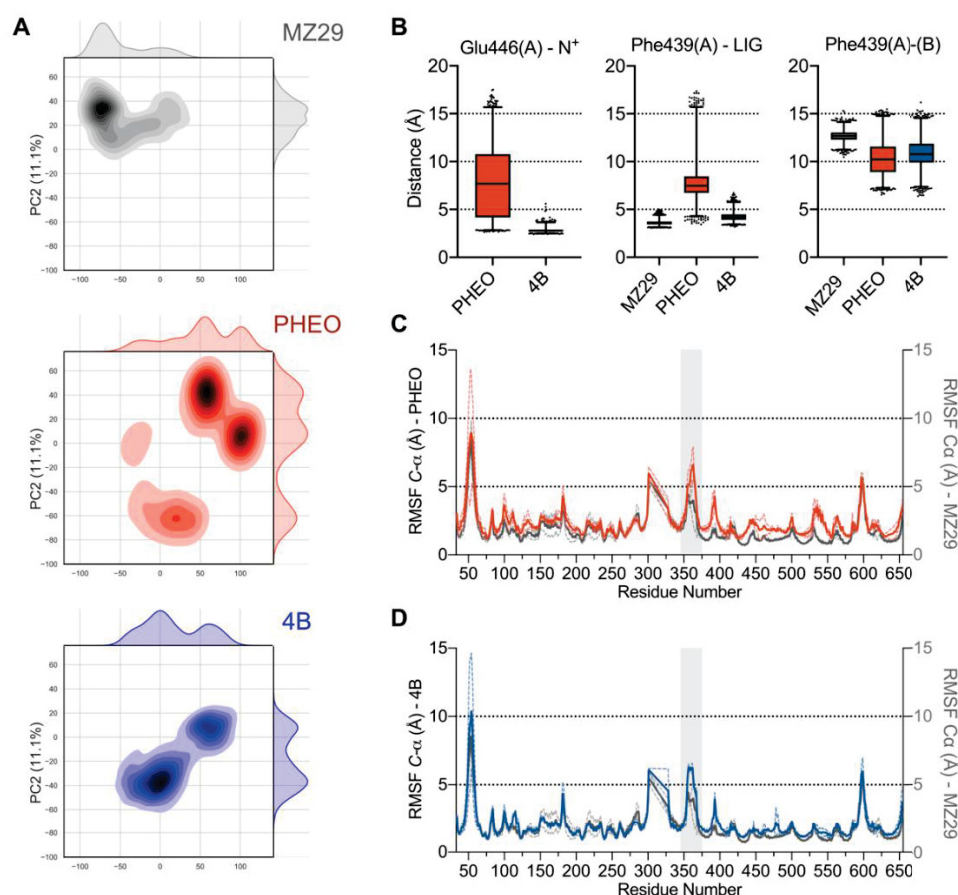 A
MZ29
PC2 (11.1%)
60
40
20
0
20
40
60
80
100
−100
−50
0
50
100
PHEO
PC2 (11.1%)
60
40
20
0
20
40
60
80
100
−100
−50
0
50
100
4B
PC2 (11.1%)
60
40
20
0
20
40
60
80
100
−100
−50
0
50
100
B
Glu446(A) - N⁺
Distance (Å)
20
15
10
5
0
PHEO
4B
Phe439(A) - LIG
20
15
10
5
0
MZ29
PHEO
4B
Phe439(A)-(B)
20
15
10
5
0
MZ29
PHEO
4B
C
RMSF C-α (Å) - PHEO
15
10
5
0
15
10
5
0
RMSF Cα (Å) - MZ29
50 100 150 200 250 300 350 400 450 500 550 600 650
Residue Number
D
RMSF C-α (Å) - 4B
15
10
5
0
15
10
5
0
RMSF Cα (Å) - MZ29
50 100 150 200 250 300 350 400 450 500 550 600 650
Residue Number